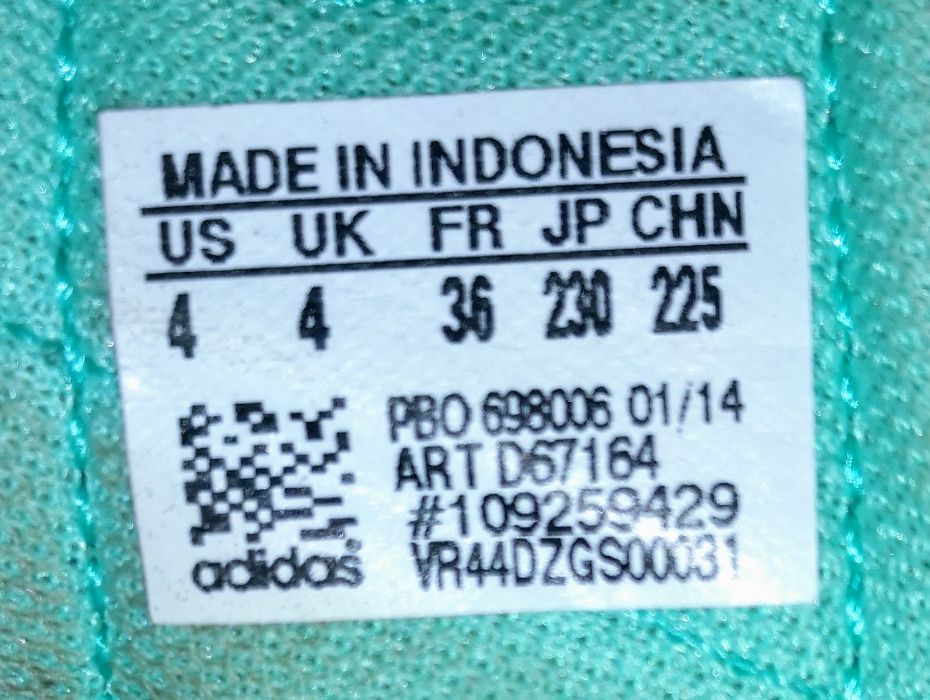 MADE IN INDONESIA
US UK FR JP CHN
4 4 36 230 225
PBO 698006 01/14
ART D67164
#109259429
VR44DZGS00031
adidas